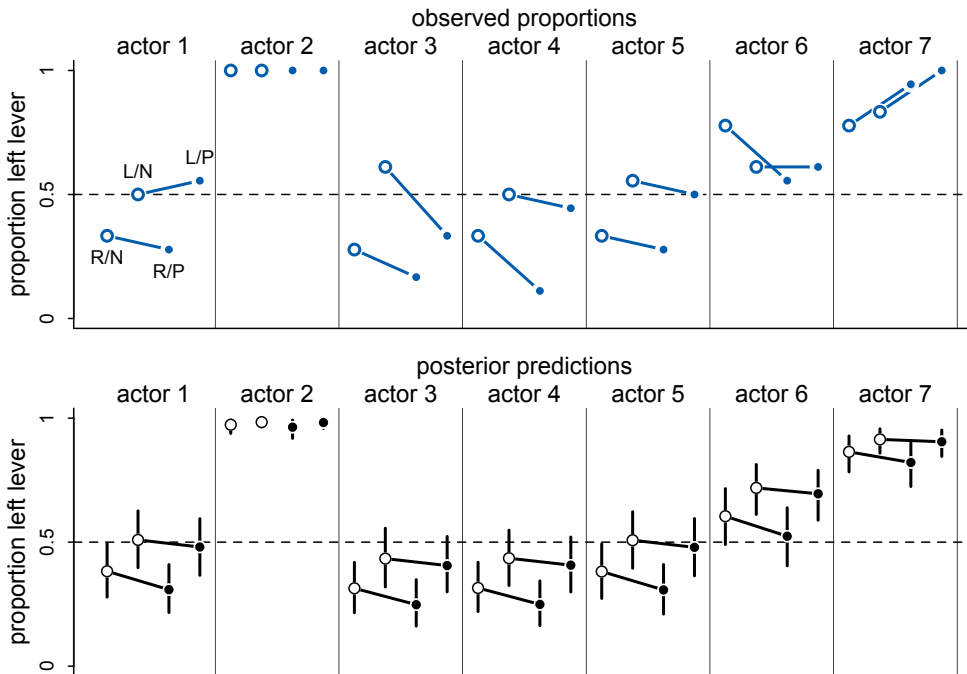 observed proportions
actor 1 actor 2 actor 3 actor 4 actor 5 actor 6 actor 7
proportion left lever
1
0.5
0
L/N
L/P
R/N
R/P
posterior predictions
actor 1 actor 2 actor 3 actor 4 actor 5 actor 6 actor 7
proportion left lever
1
0.5
0